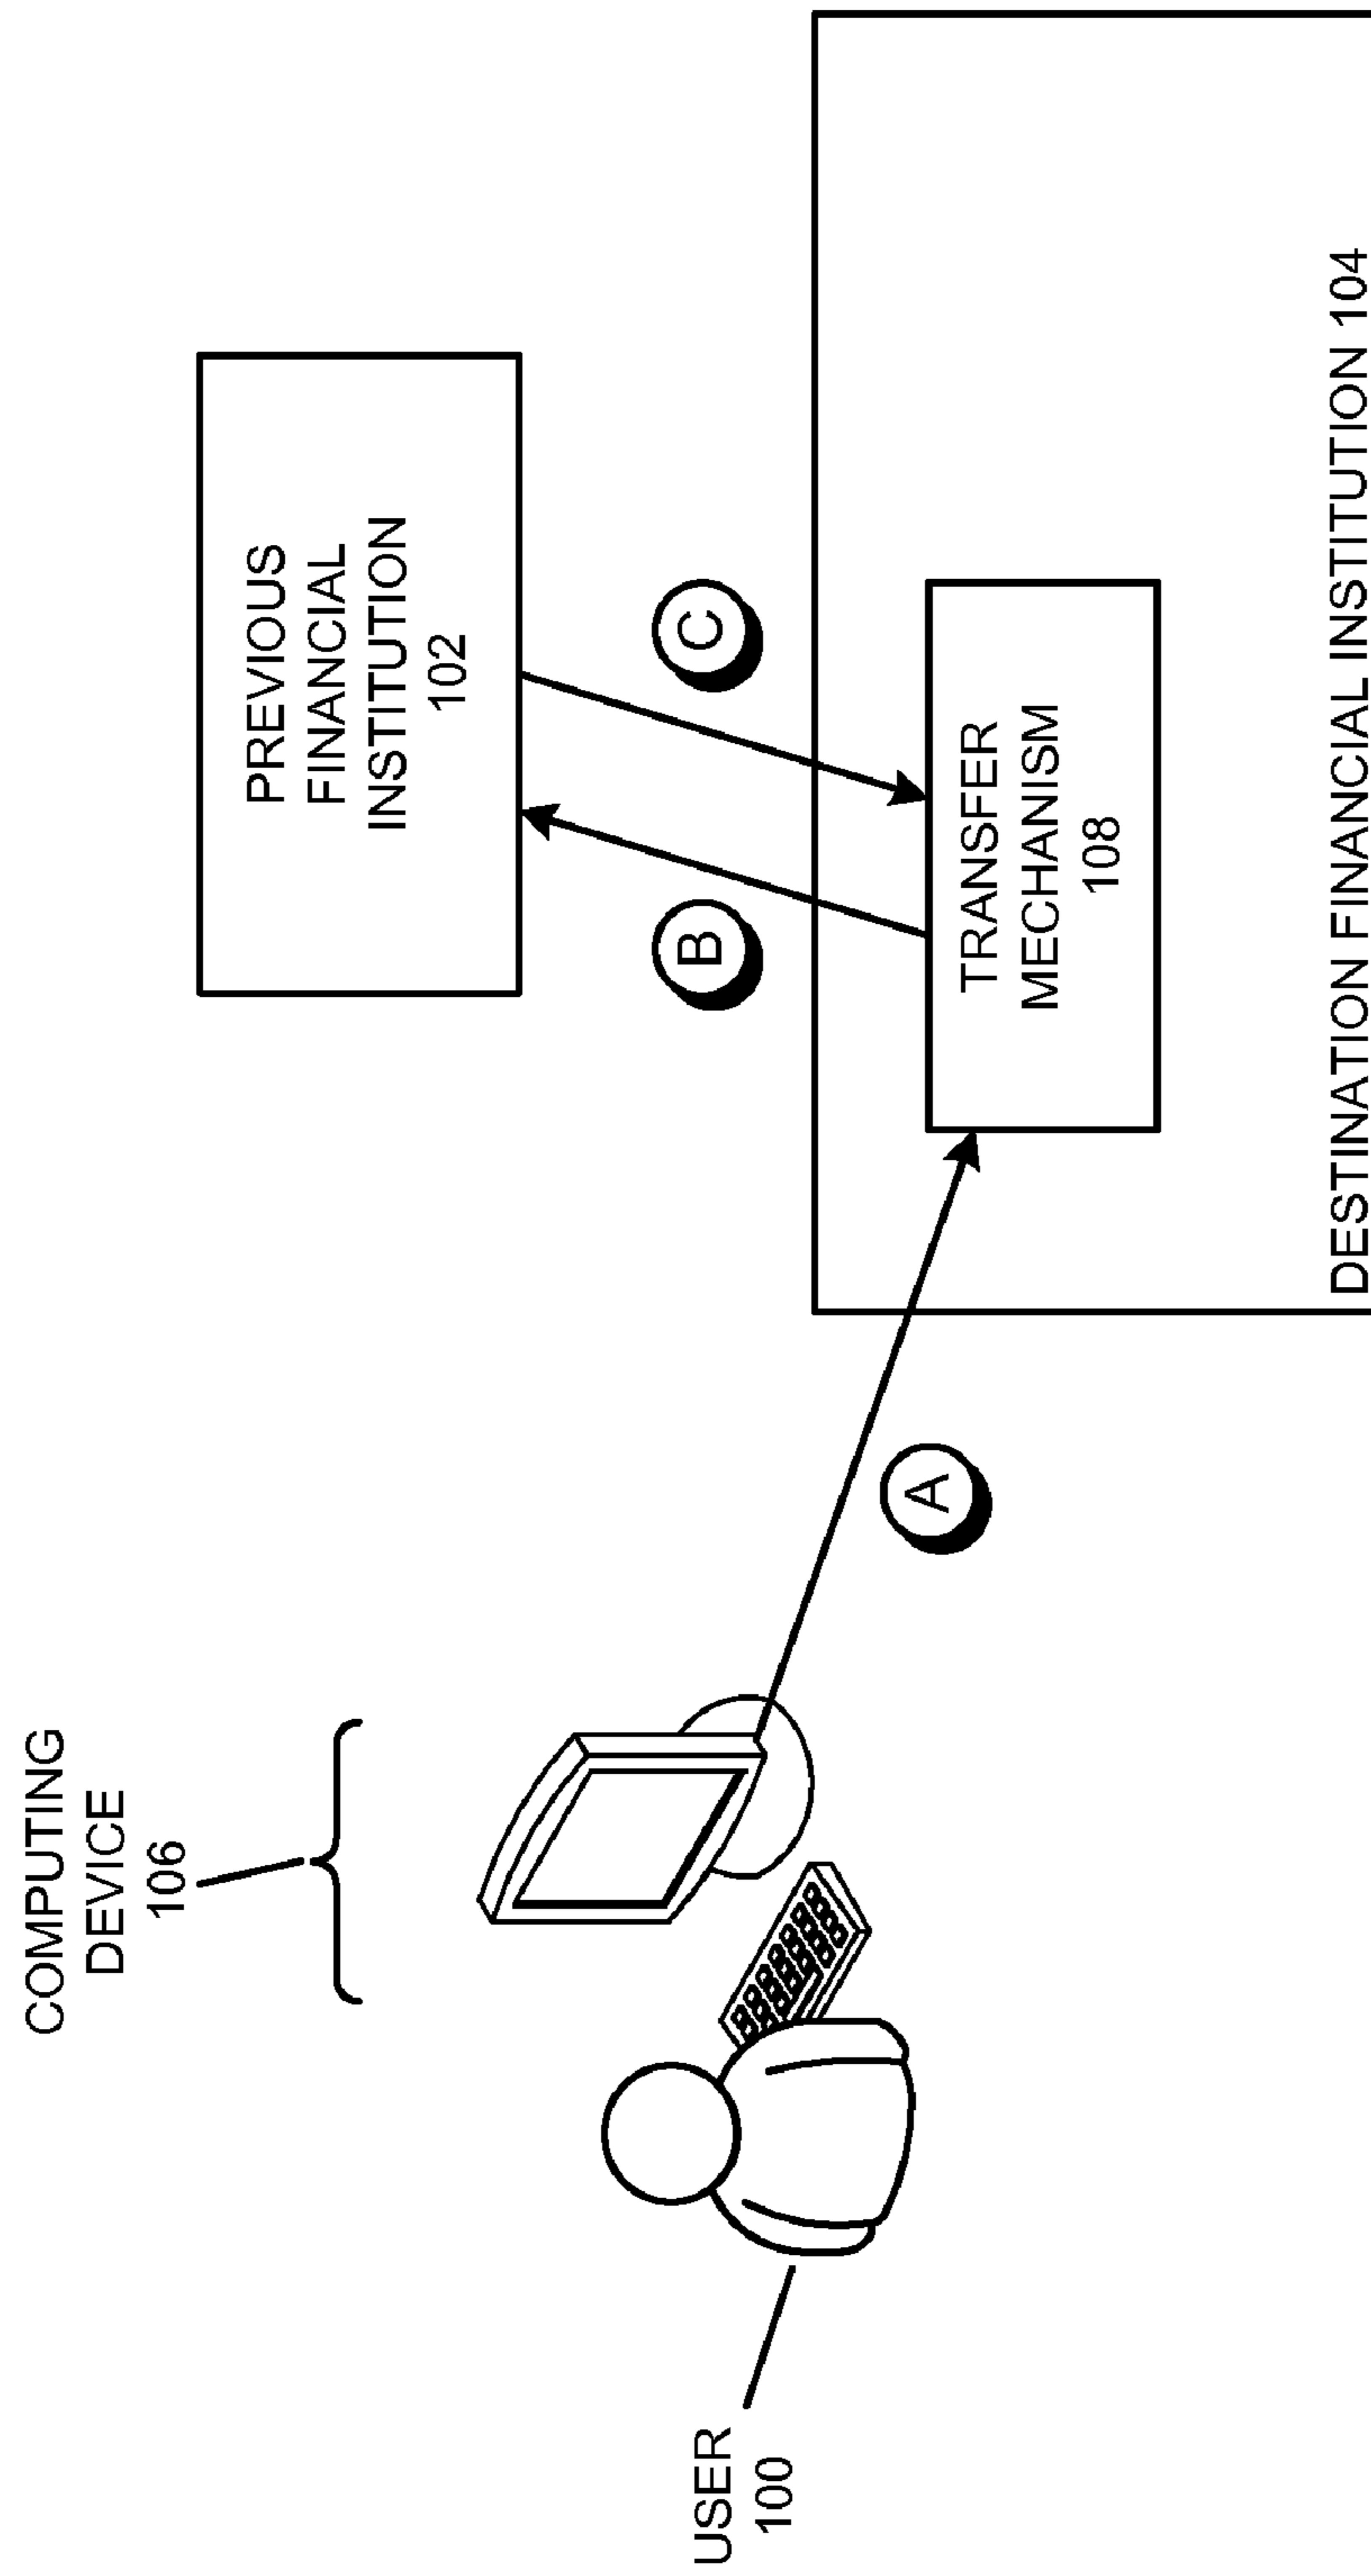 COMPUTING
DEVICE
106
USER
100
A
PREVIOUS
FINANCIAL
INSTITUTION
102
B
C
TRANSFER
MECHANISM
108
DESTINATION FINANCIAL INSTITUTION 104